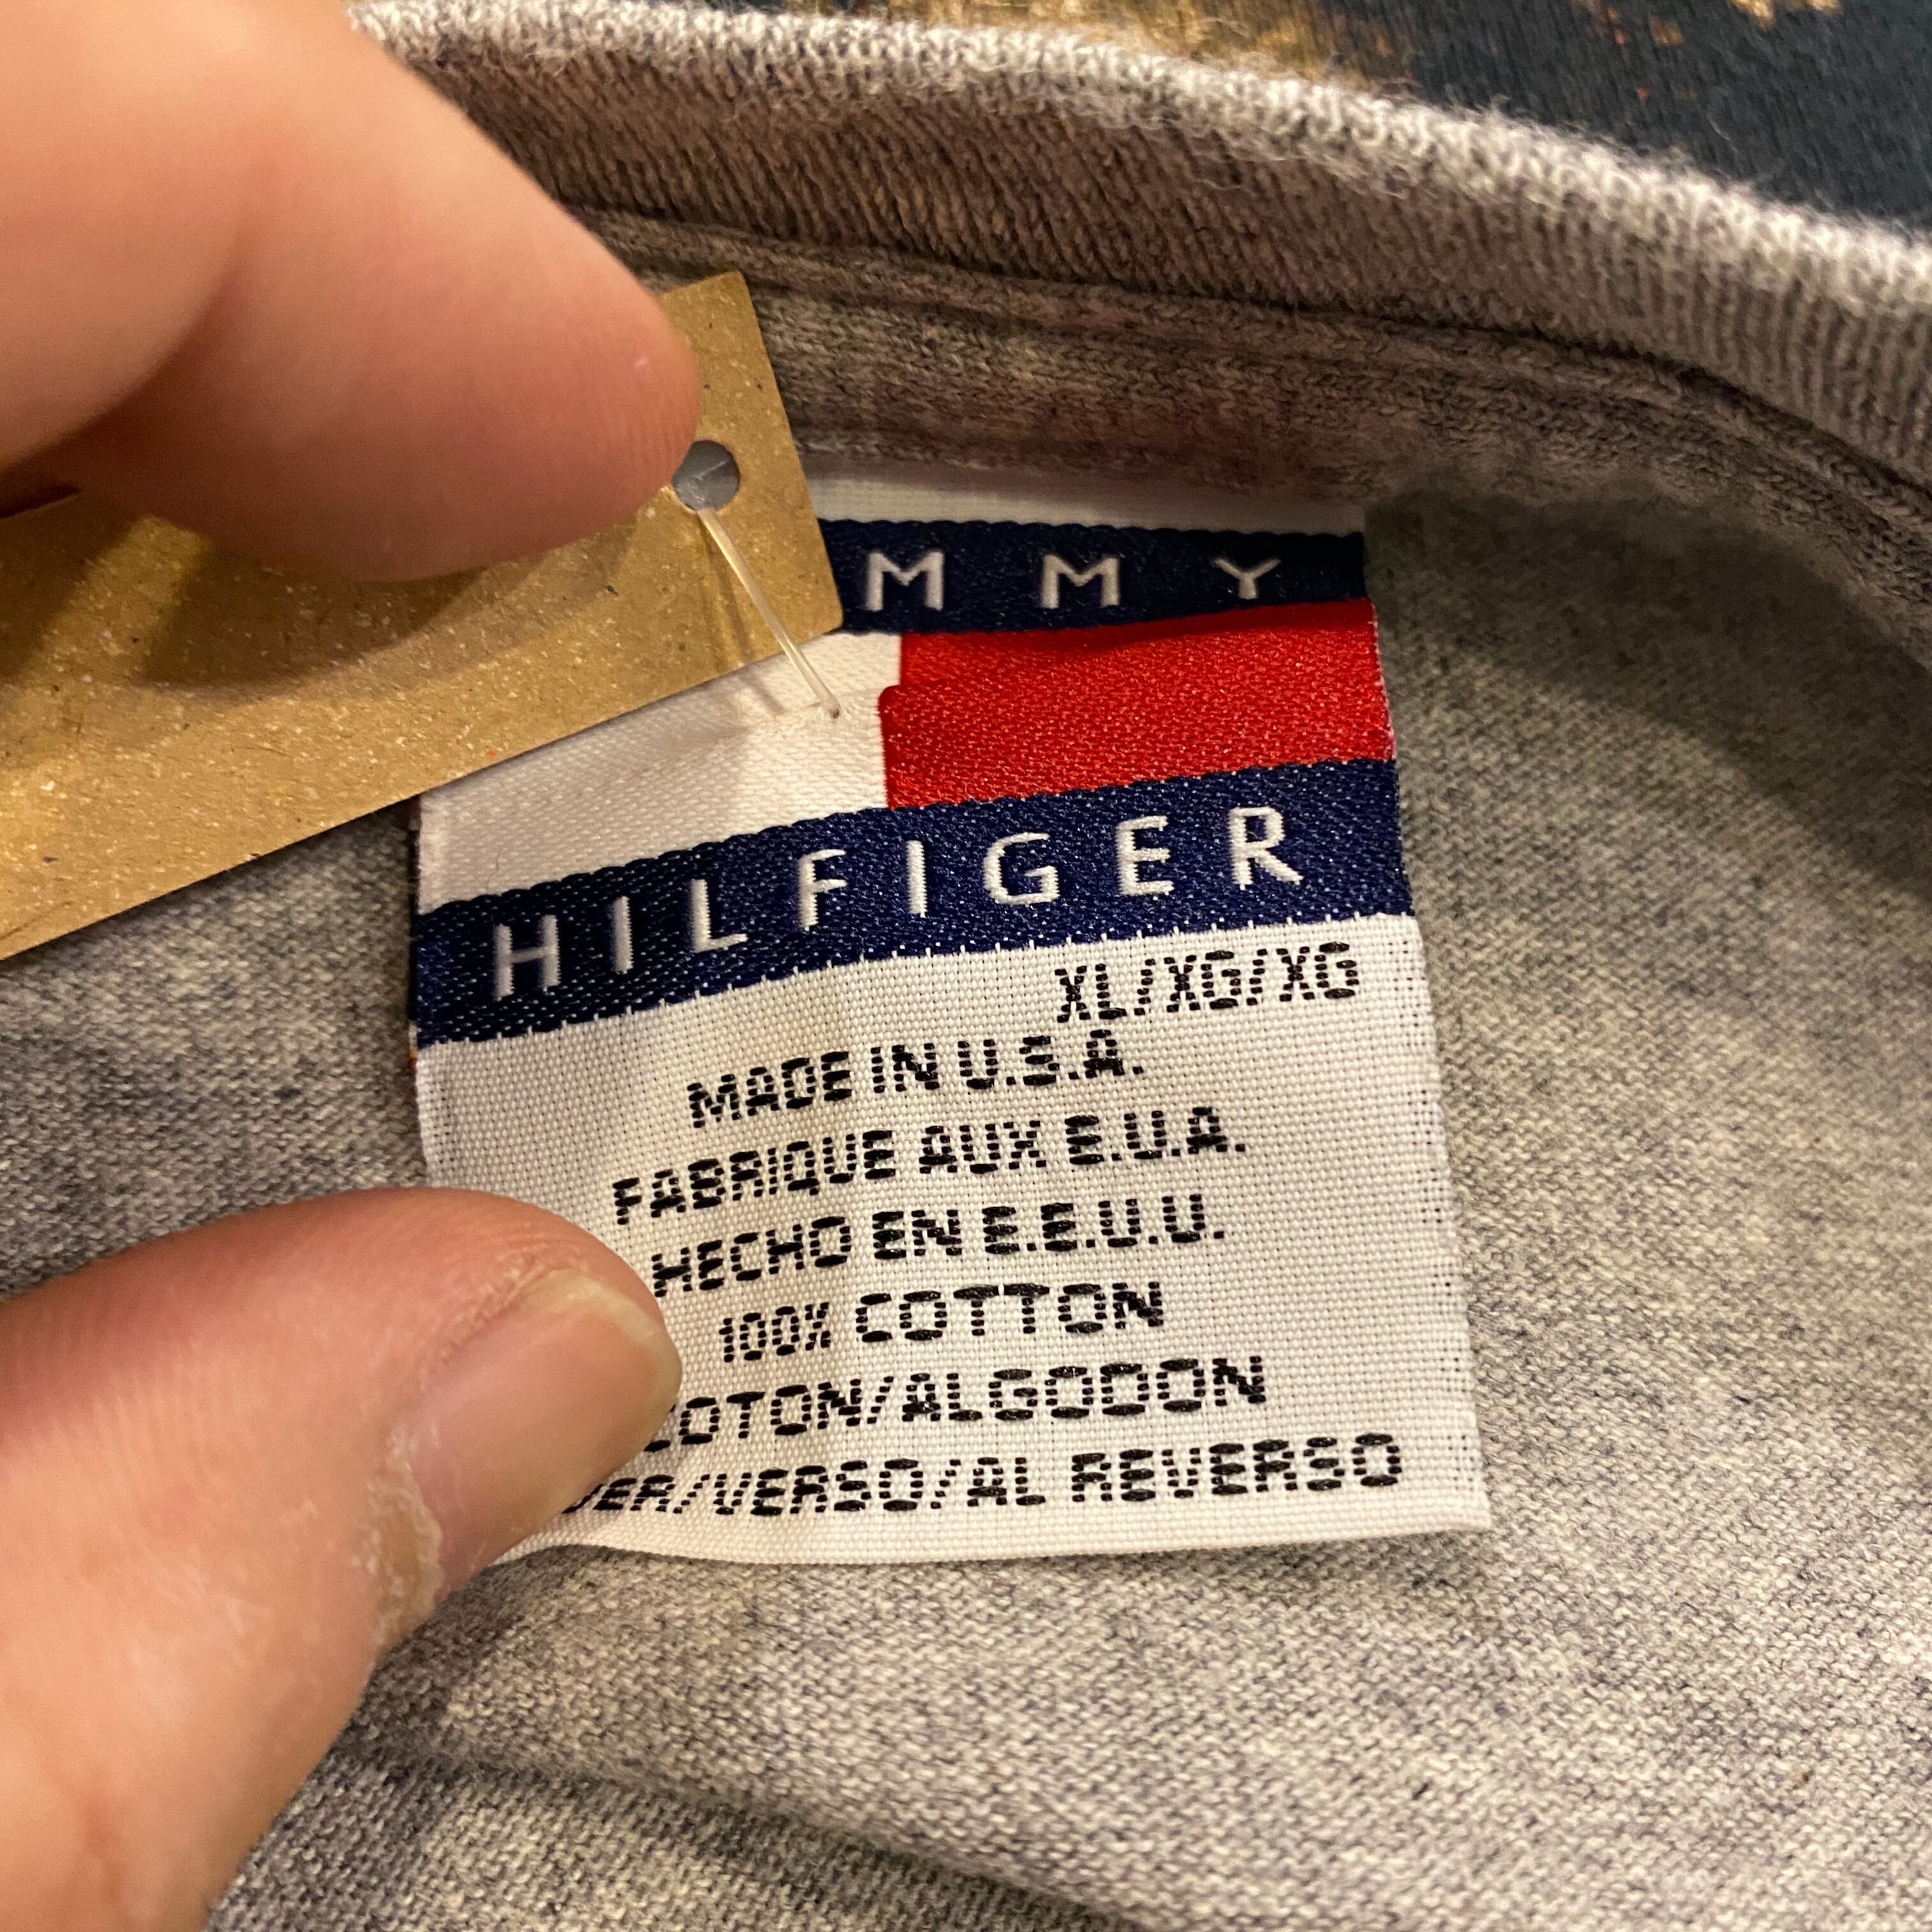 MMY
HILFIGER
XL/XG/XG
MADE IN U.S.A.
FABRIQUE AUX E.U.A.
HECHO EN E.E.U.U.
100% COTTON
COTON/ALGODON
/VERSO/AL REVERSO